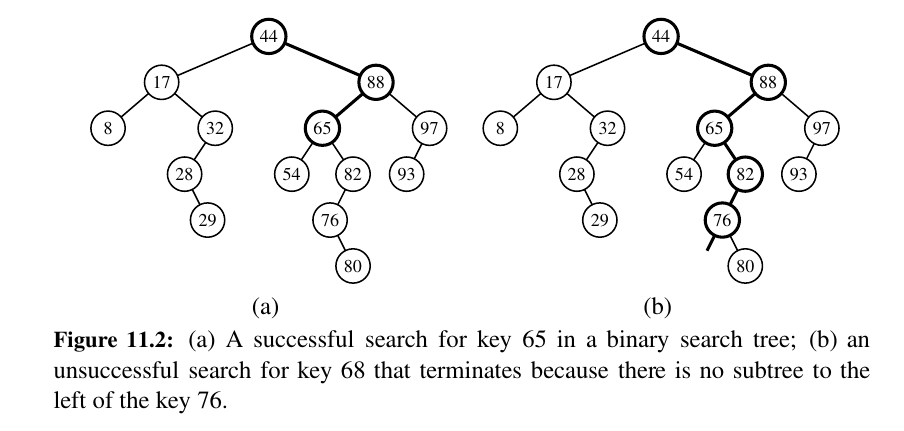 44 44
17 88 17 88
8 32 65 97 8 32 65 97
28 54 82 93 28 54 82 93
29 76 29 76
80 80
(a) (b)
Figure 11.2: (a) A successful search for key 65 in a binary search tree; (b) an
unsuccessful search for key 68 that terminates because there is no subtree to the
left of the key 76.